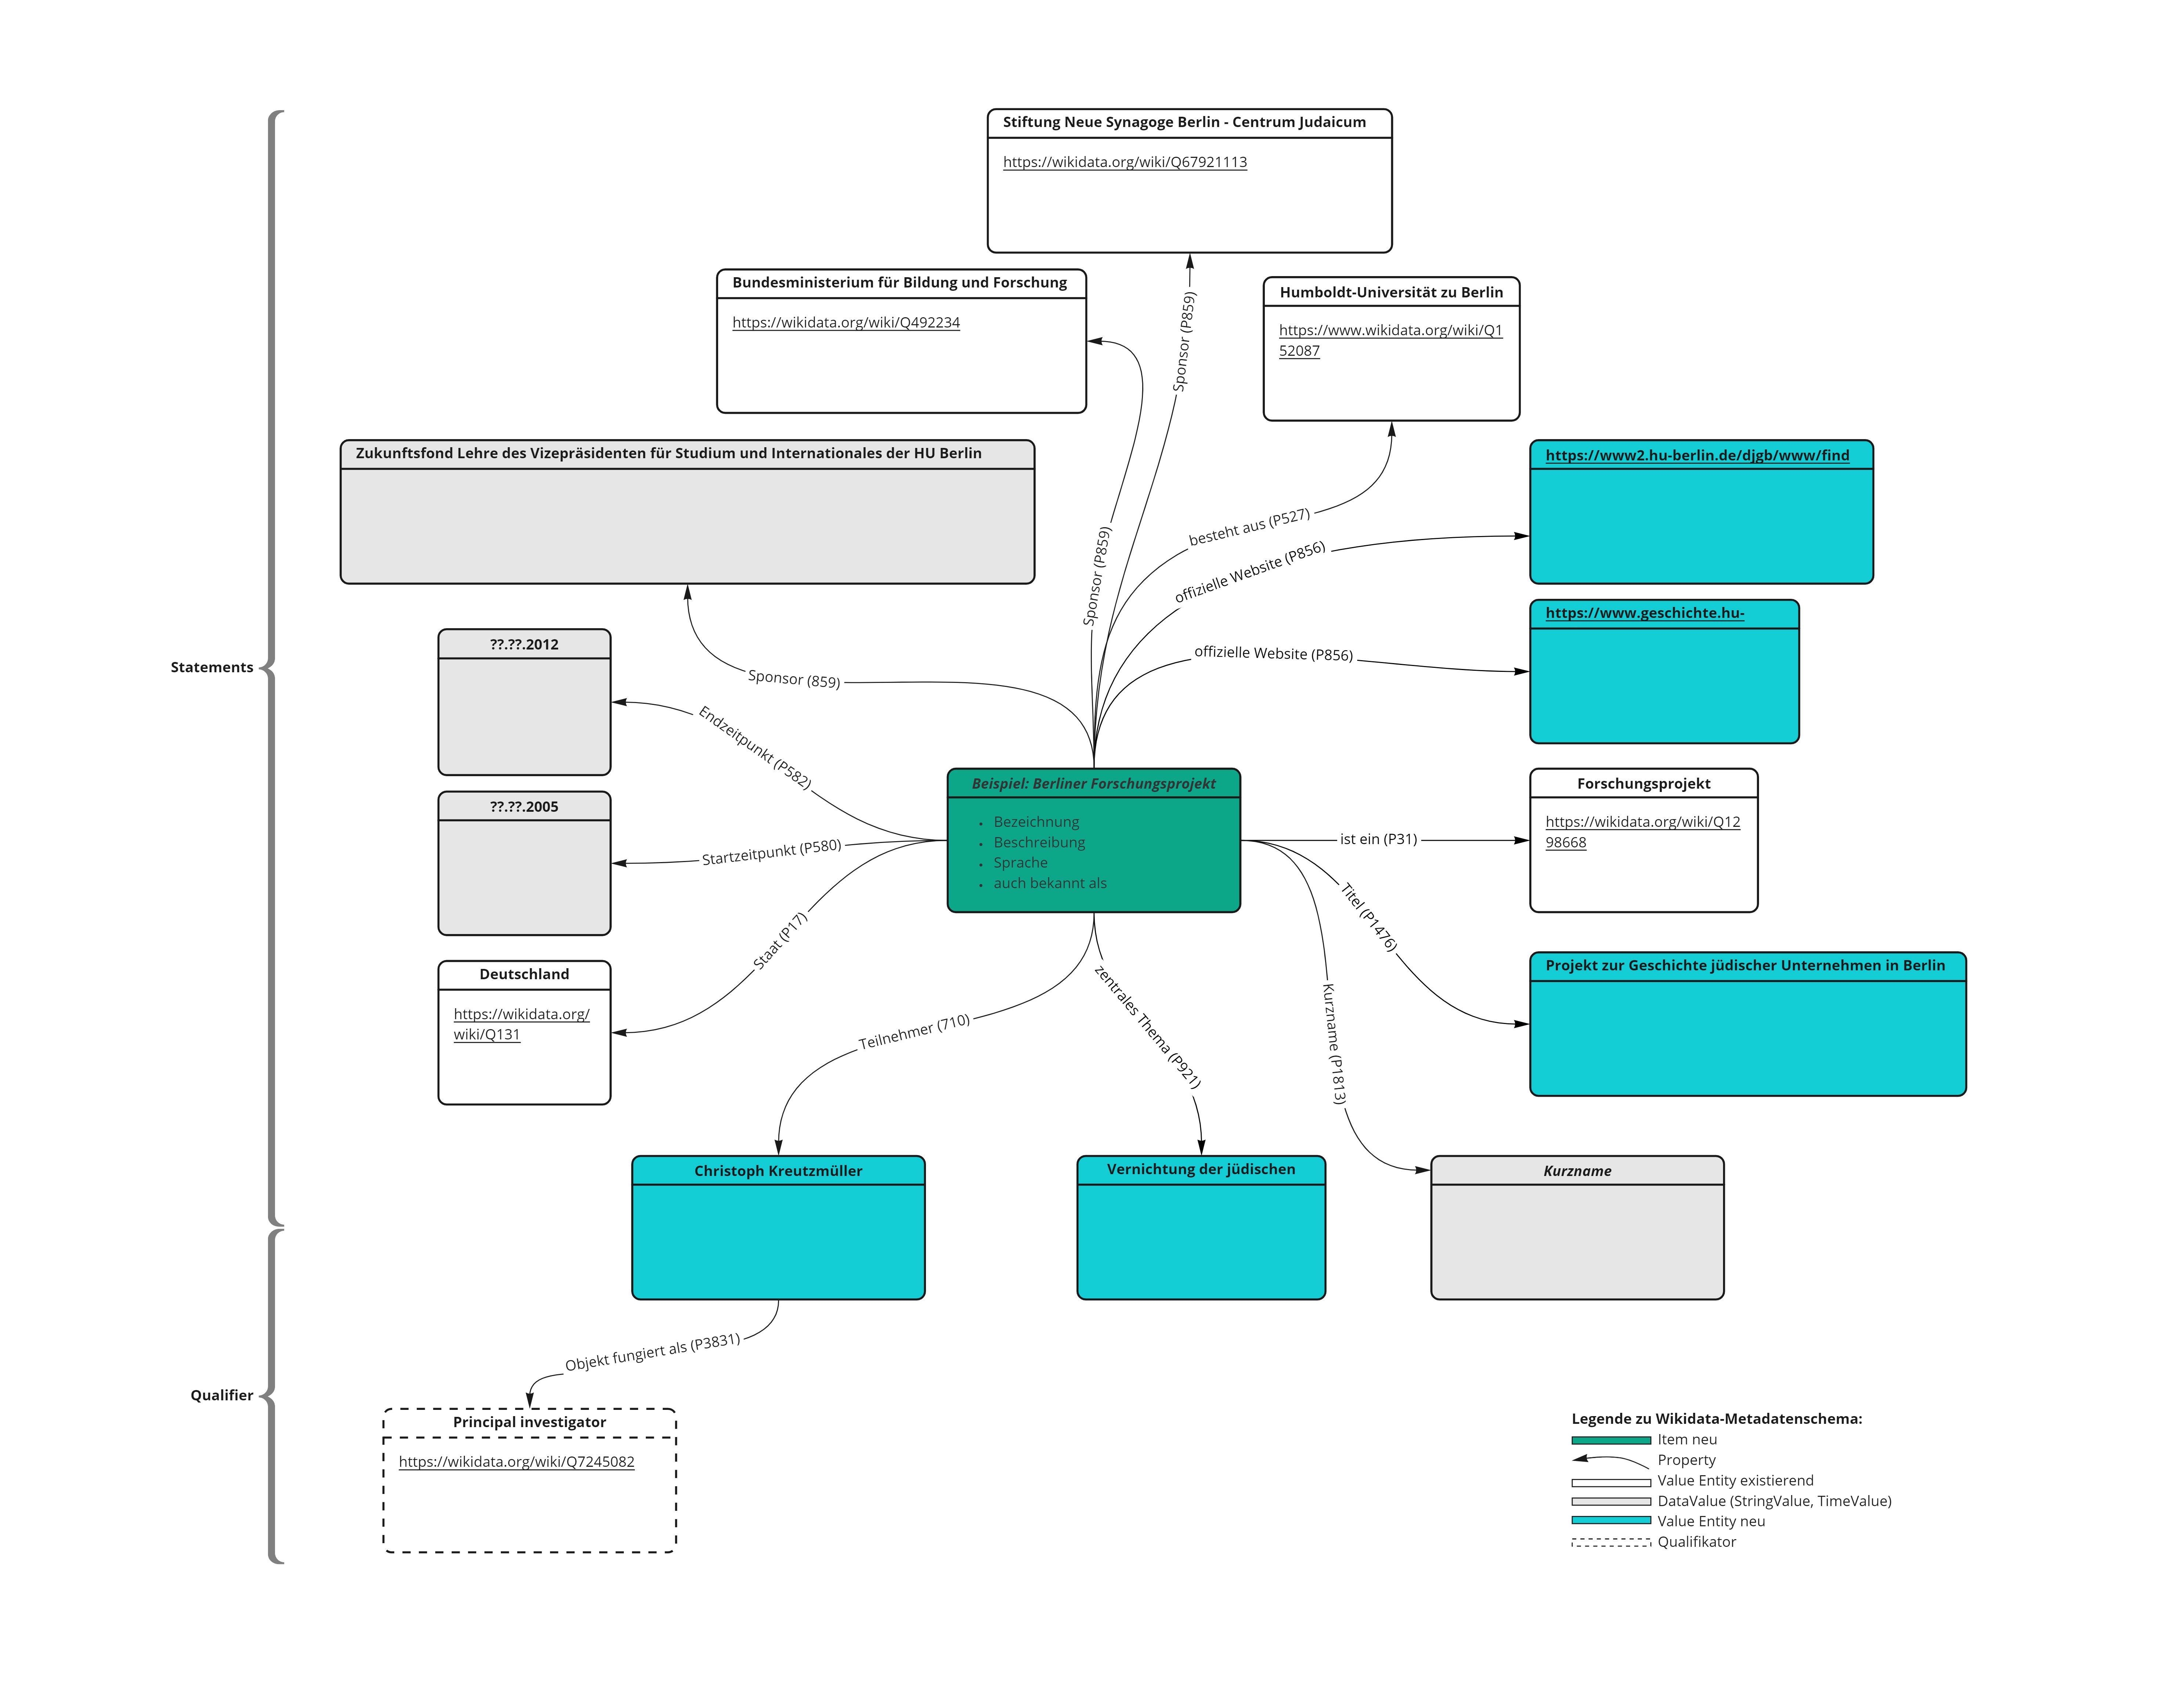 Stiftung Neue Synagoge Berlin - Centrum Judaicum
https://wikidata.org/wiki/Q67921113
Bundesministerium für Bildung und Forschung
https://wikidata.org/wiki/Q492234
Humboldt-Universität zu Berlin
https://www.wikidata.org/wiki/Q1
52087
Sponsor (P859)
Zukunftsfond Lehre des Vizepräsidenten für Studium und Internationales der HU Berlin
https://www2.hu-berlin.de/djgb/www/find
besteht aus (P527)
offizielle Website (P856)
Sponsor (P859)
https://www.geschichte.hu-
??.??.2012
offizielle Website (P856)
Statements
Sponsor (859)
Endzeitpunkt (P582)
Beispiel: Berliner Forschungsprojekt
Bezeichnung
Beschreibung
Sprache
auch bekannt als
??.??.2005
Startzeitpunkt (P580)
ist ein (P31)
Forschungsprojekt
https://wikidata.org/wiki/Q12
98668
Titel (P1476)
Staat (P17)
Deutschland
https://wikidata.org/
wiki/Q131
Projekt zur Geschichte jüdischer Unternehmen in Berlin
Teilnehmer (710)
zentrales Thema (P921)
Kurzname (P1813)
Christoph Kreutzmüller
Vernichtung der jüdischen
Kurzname
Objekt fungiert als (P3831)
Qualifier
Principal investigator
https://wikidata.org/wiki/Q7245082
Legende zu Wikidata-Metadatenschema:
Item neu
Property
Value Entity existierend
DataValue (StringValue, TimeValue)
Value Entity neu
Qualifikator